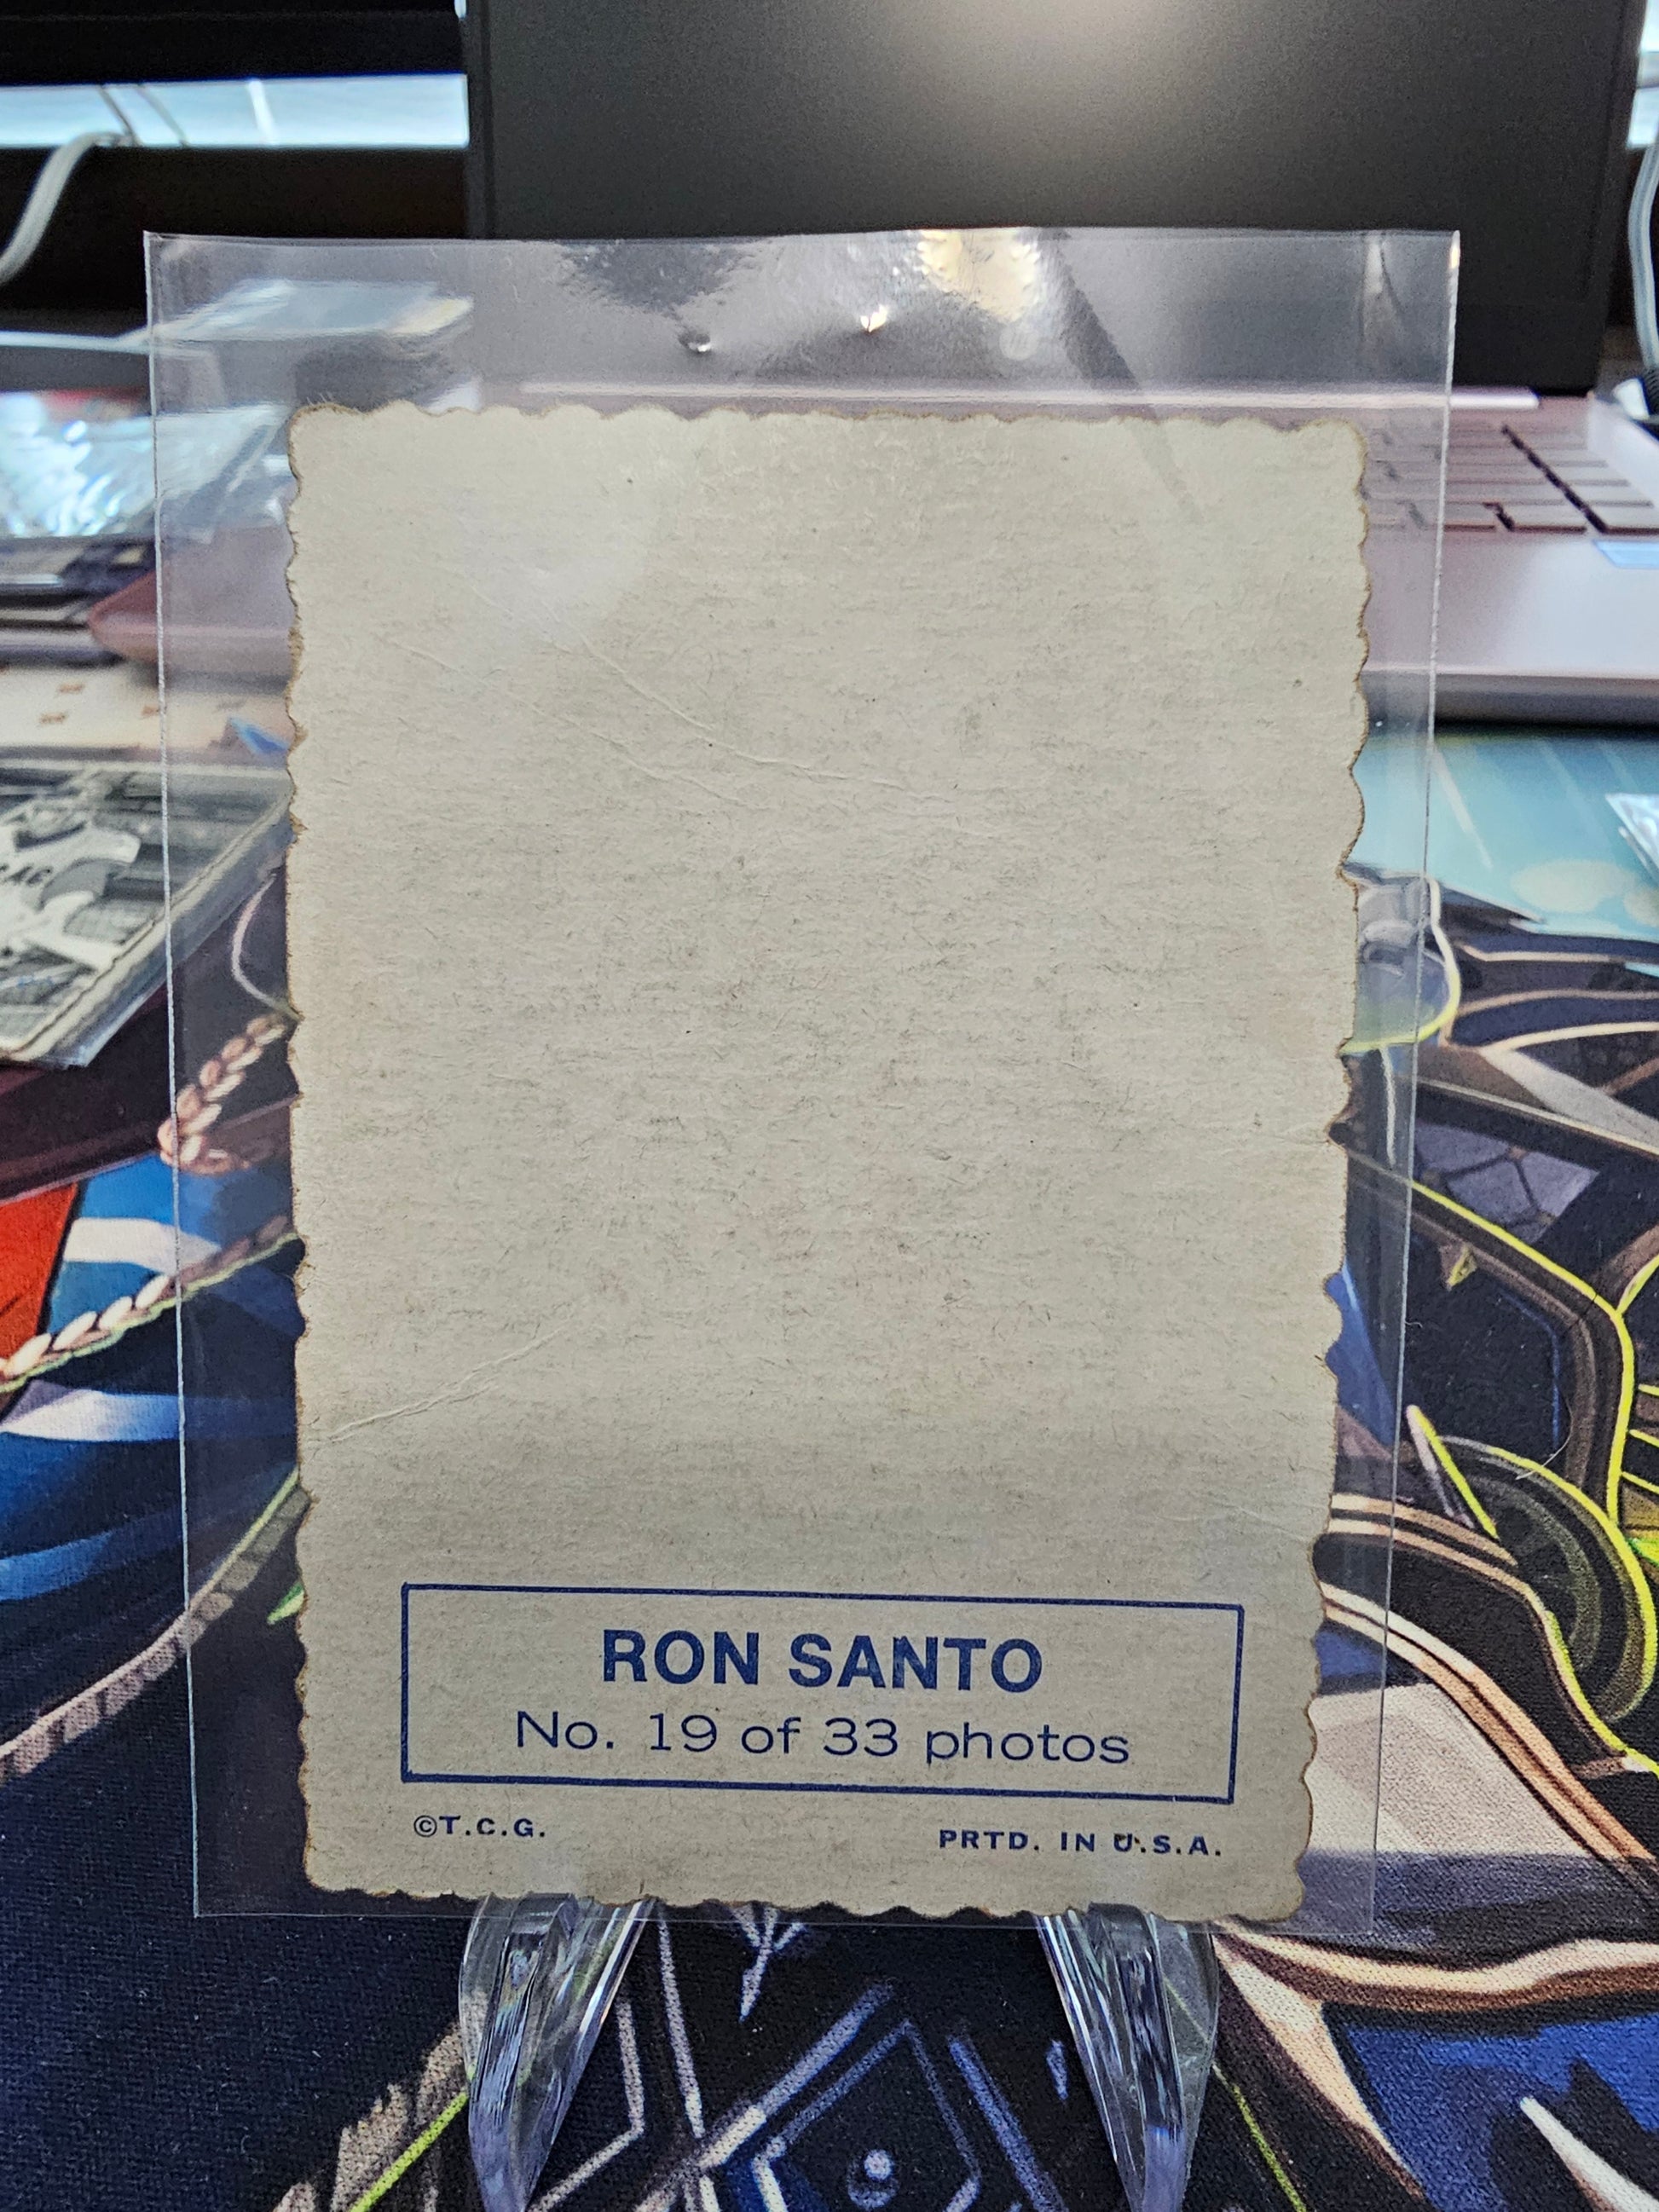 RON SANTO
No. 19 of 33 photos
©T.C.G. PRTD. IN U.S.A.